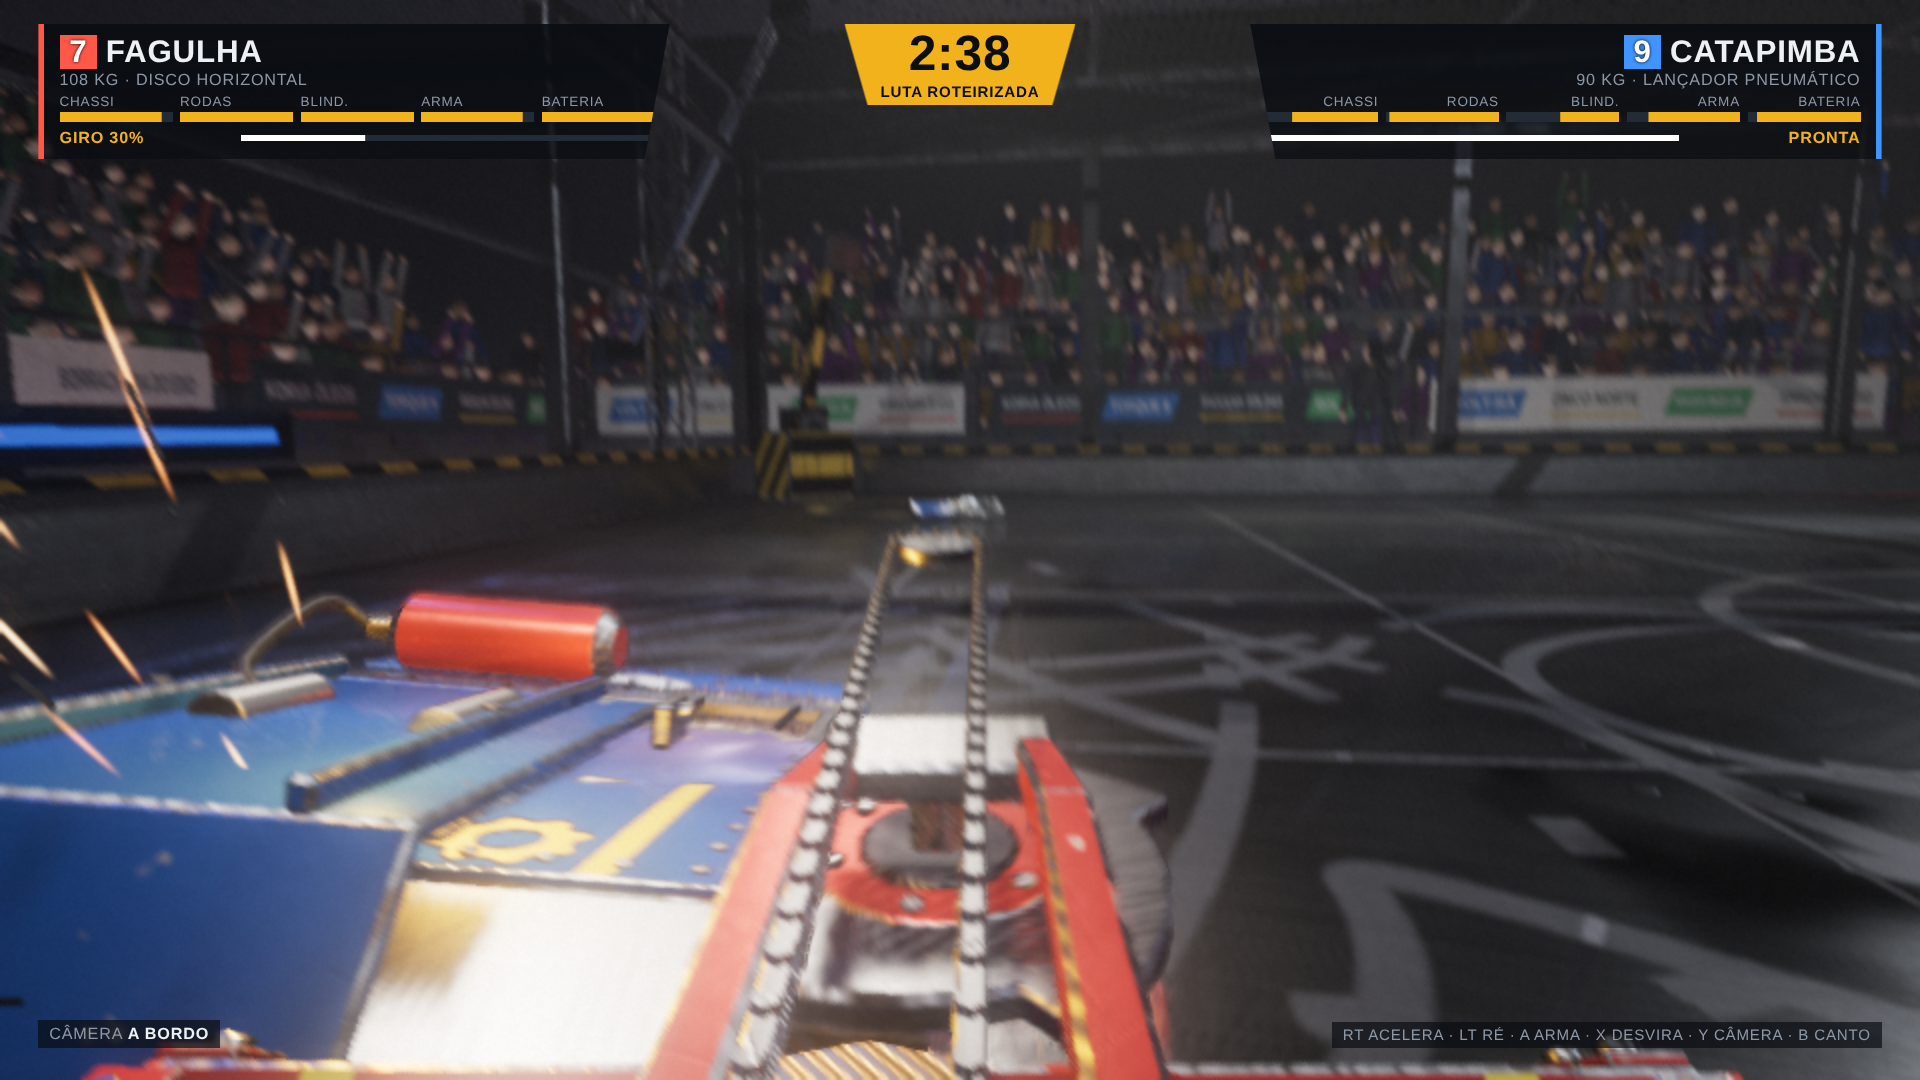 7 FAGULHA
108 KG · DISCO HORIZONTAL
CHASSI RODAS BLIND. ARMA BATERIA
GIRO 30%
2:38
LUTA ROTEIRIZADA
9 CATAPIMBA
90 KG · LANÇADOR PNEUMÁTICO
CHASSI RODAS BLIND. ARMA BATERIA
PRONTA
CÂMERA A BORDO
RT ACELERA · LT RÉ · A ARMA · X DESVIRA · Y CÂMERA · B CANTO